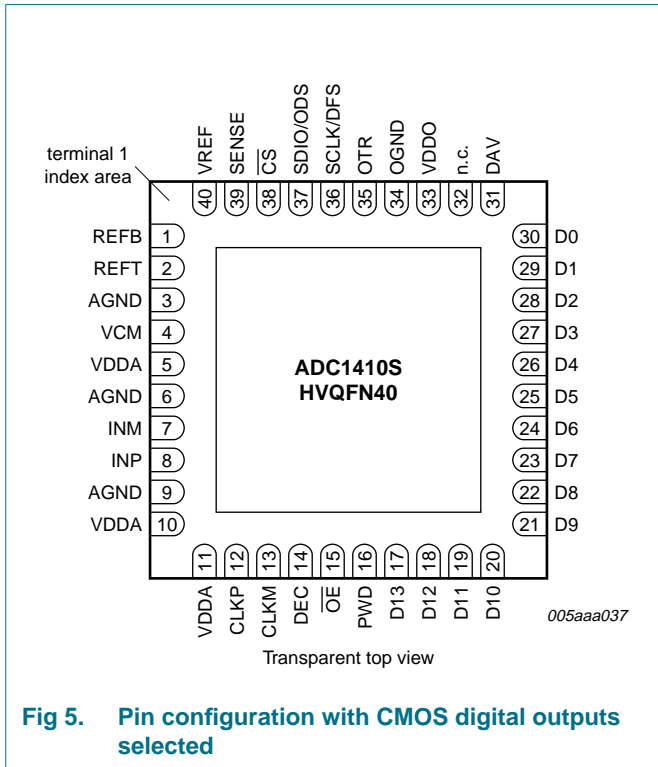 VREF
SENSE
C̅S̅
SDIO/ODS
SCLK/DFS
OTR
OGND
VDDO
n.c.
DAV
terminal 1
index area
40 39 38 37 36 35 34 33 32 31
REFB 1 30 D0
REFT 2 29 D1
AGND 3 28 D2
VCM 4 27 D3
VDDA 5 26 D4
AGND 6 25 D5
INM 7 24 D6
INP 8 23 D7
AGND 9 22 D8
VDDA 10 21 D9
ADC1410S
HVQFN40
11 12 13 14 15 16 17 18 19 20
VDDA
CLKP
CLKM
DEC
O̅E̅
PWD
D13
D12
D11
D10
005aaa037
Transparent top view
Fig 5. Pin configuration with CMOS digital outputs
selected